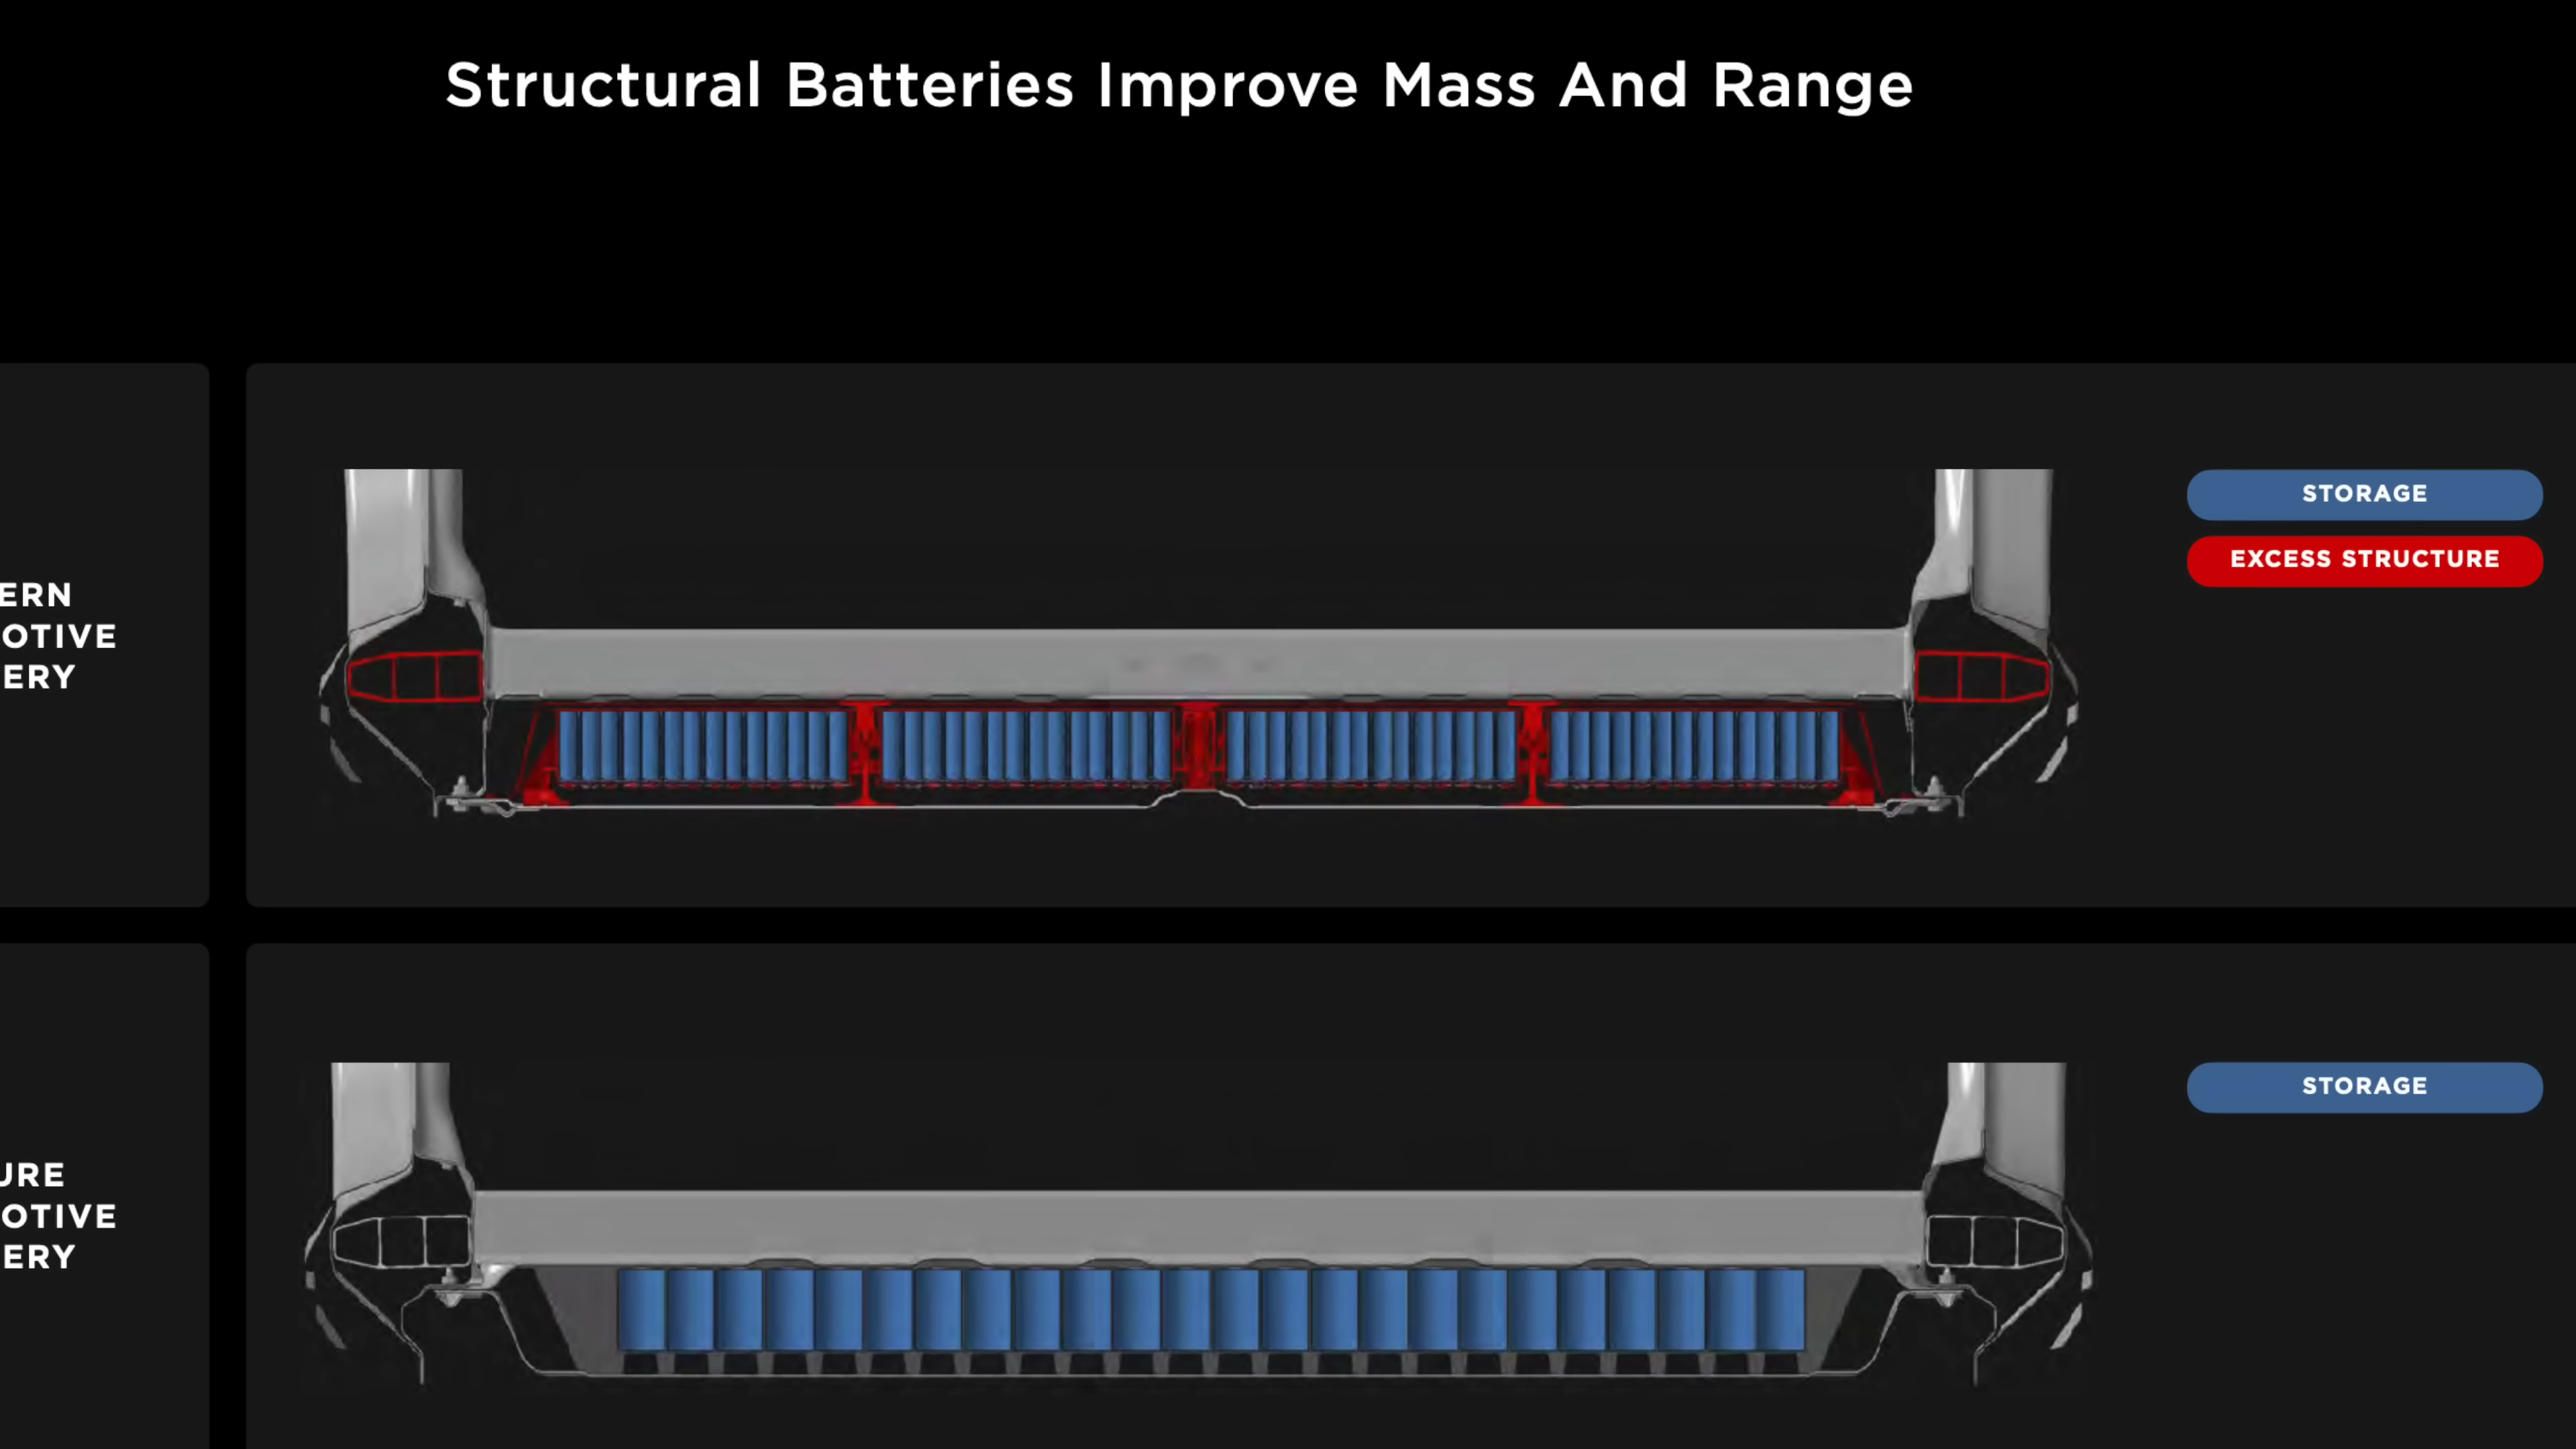 Structural Batteries Improve Mass And Range
ERN
OTIVE
ERY
STORAGE
EXCESS STRUCTURE
URE
OTIVE
ERY
STORAGE